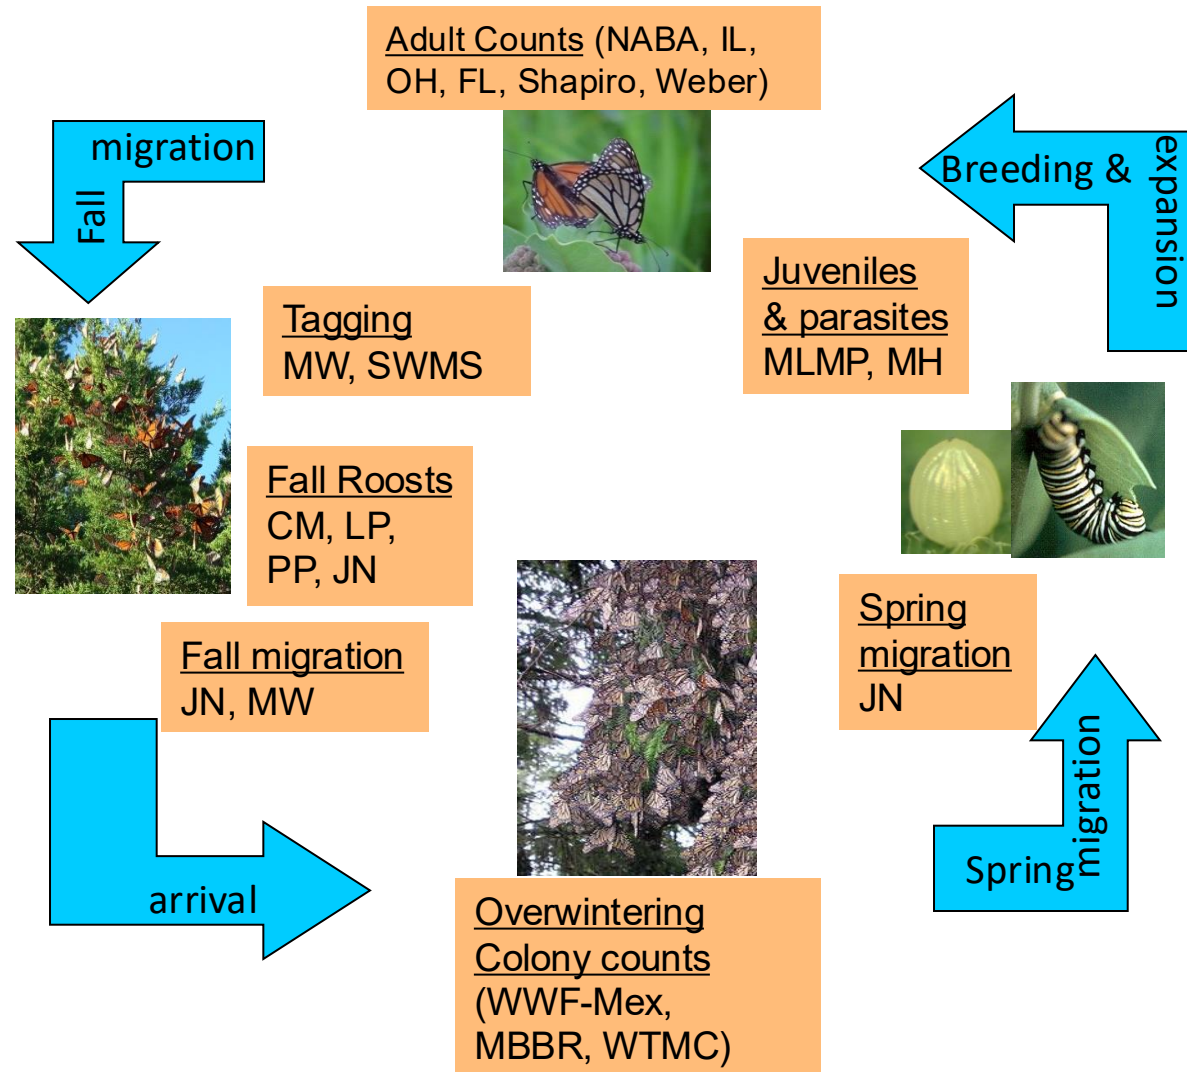 Adult Counts (NABA, IL,
OH, FL, Shapiro, Weber)
migration
Fall
Breeding &
expansion
Juveniles
& parasites
MLMP, MH
Tagging
MW, SWMS
Fall Roosts
CM, LP,
PP, JN
Spring
migration
JN
Fall migration
JN, MW
Spring
migration
arrival
Overwintering
Colony counts
(WWF-Mex,
MBBR, WTMC)